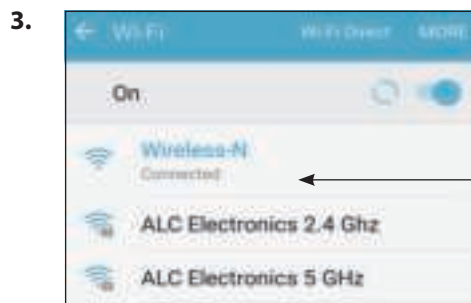 3.
Wi-Fi Wi-Fi Direct MORE
On
Wireless-N
Connected
ALC Electronics 2.4 Ghz
ALC Electronics 5 GHz